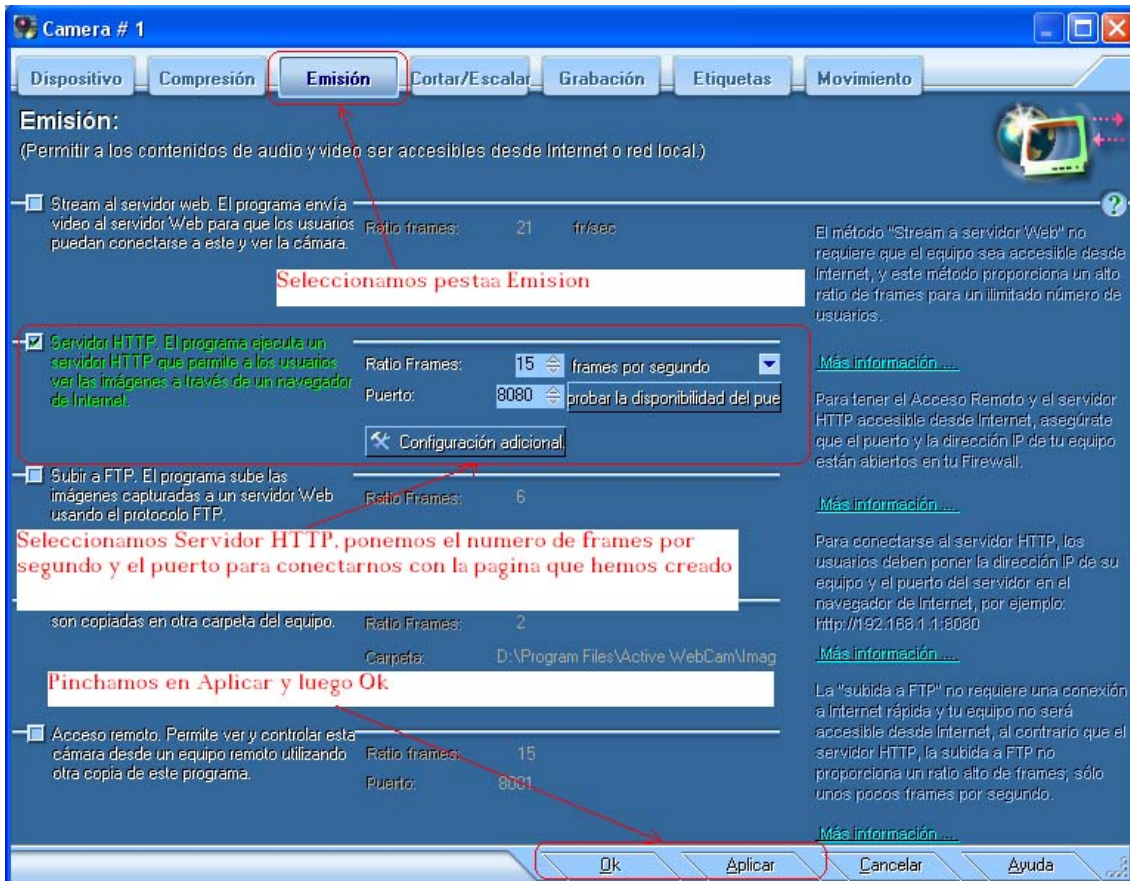 Camera # 1
Dispositivo
Compresión
Emisión
Cortar/Escalar
Grabación
Etiquetas
Movimiento
Emisión:
(Permitir a los contenidos de audio y video ser accesibles desde Internet o red local.)
Stream al servidor web. El programa envía
video al servidor Web para que los usuarios
puedan conectarse a este y ver la cámara.
Ratio frames: 21 fr/sec
Seleccionamos pestaa Emision
Servidor HTTP. El programa ejecuta un
servidor HTTP que permite a los usuarios
ver las imágenes a través de un navegador
de Internet.
Ratio Frames: 15 frames por segundo
Puerto: 8080 probar la disponibilidad del pue
Configuración adicional.
Subir a FTP. El programa sube las
imágenes capturadas a un servidor Web
usando el protocolo FTP.
Ratio Frames: 6
Seleccionamos Servidor HTTP, ponemos el numero de frames por
segundo y el puerto para conectarnos con la pagina que hemos creado
son copiadas en otra carpeta del equipo.
Ratio Frames: 2
Carpeta: D:\Program Files\Active WebCam\Imag
Pinchamos en Aplicar y luego Ok
Acceso remoto. Permite ver y controlar esta
cámara desde un equipo remoto utilizando
otra copia de este programa.
Ratio frames: 15
Puerto: 8081
?
El método "Stream a servidor Web" no
requiere que el equipo sea accesible desde
Internet, y este método proporciona un alto
ratio de frames para un ilimitado número de
usuarios.
Más información ...
Para tener el Acceso Remoto y el servidor
HTTP accesible desde Internet, asegúrate
que el puerto y la dirección IP de tu equipo
están abiertos en tu Firewall.
Más información ...
Para conectarse al servidor HTTP, los
usuarios deben poner la dirección IP de su
equipo y el puerto del servidor en el
navegador de Internet, por ejemplo:
http://192.168.1.1:8080
Más información ...
La "subida a FTP" no requiere una conexión
a Internet rápida y tu equipo no será
accesible desde Internet, al contrario que el
servidor HTTP, la subida a FTP no
proporciona un ratio alto de frames; sólo
unos pocos frames por segundo.
Más información ...
Ok
Aplicar
Cancelar
Ayuda